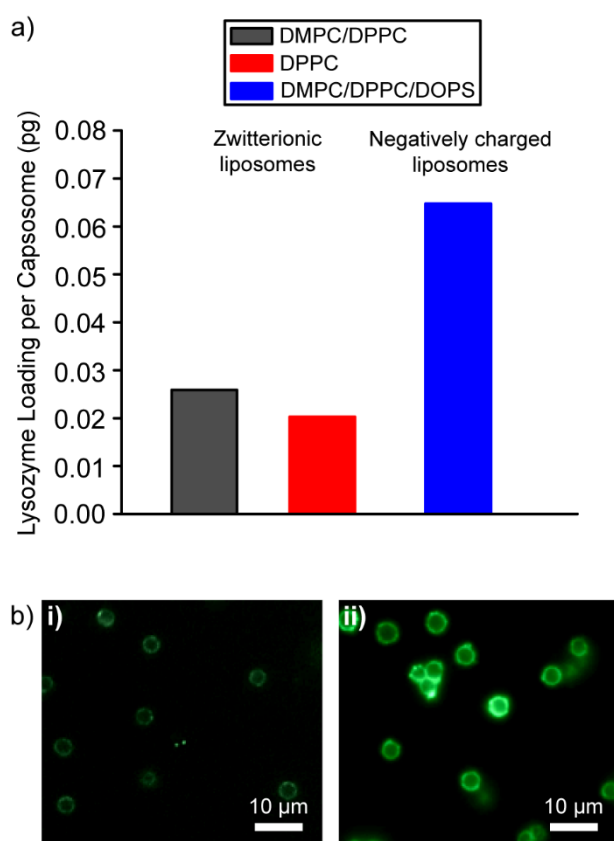 a)
DMPC/DPPC
DPPC
DMPC/DPPC/DOPS
Zwitterionic
liposomes
Negatively charged
liposomes
Lysozyme Loading per Capsosome (pg)
0.08
0.07
0.06
0.05
0.04
0.03
0.02
0.01
0.00
b)
i)
10 µm
ii)
10 µm